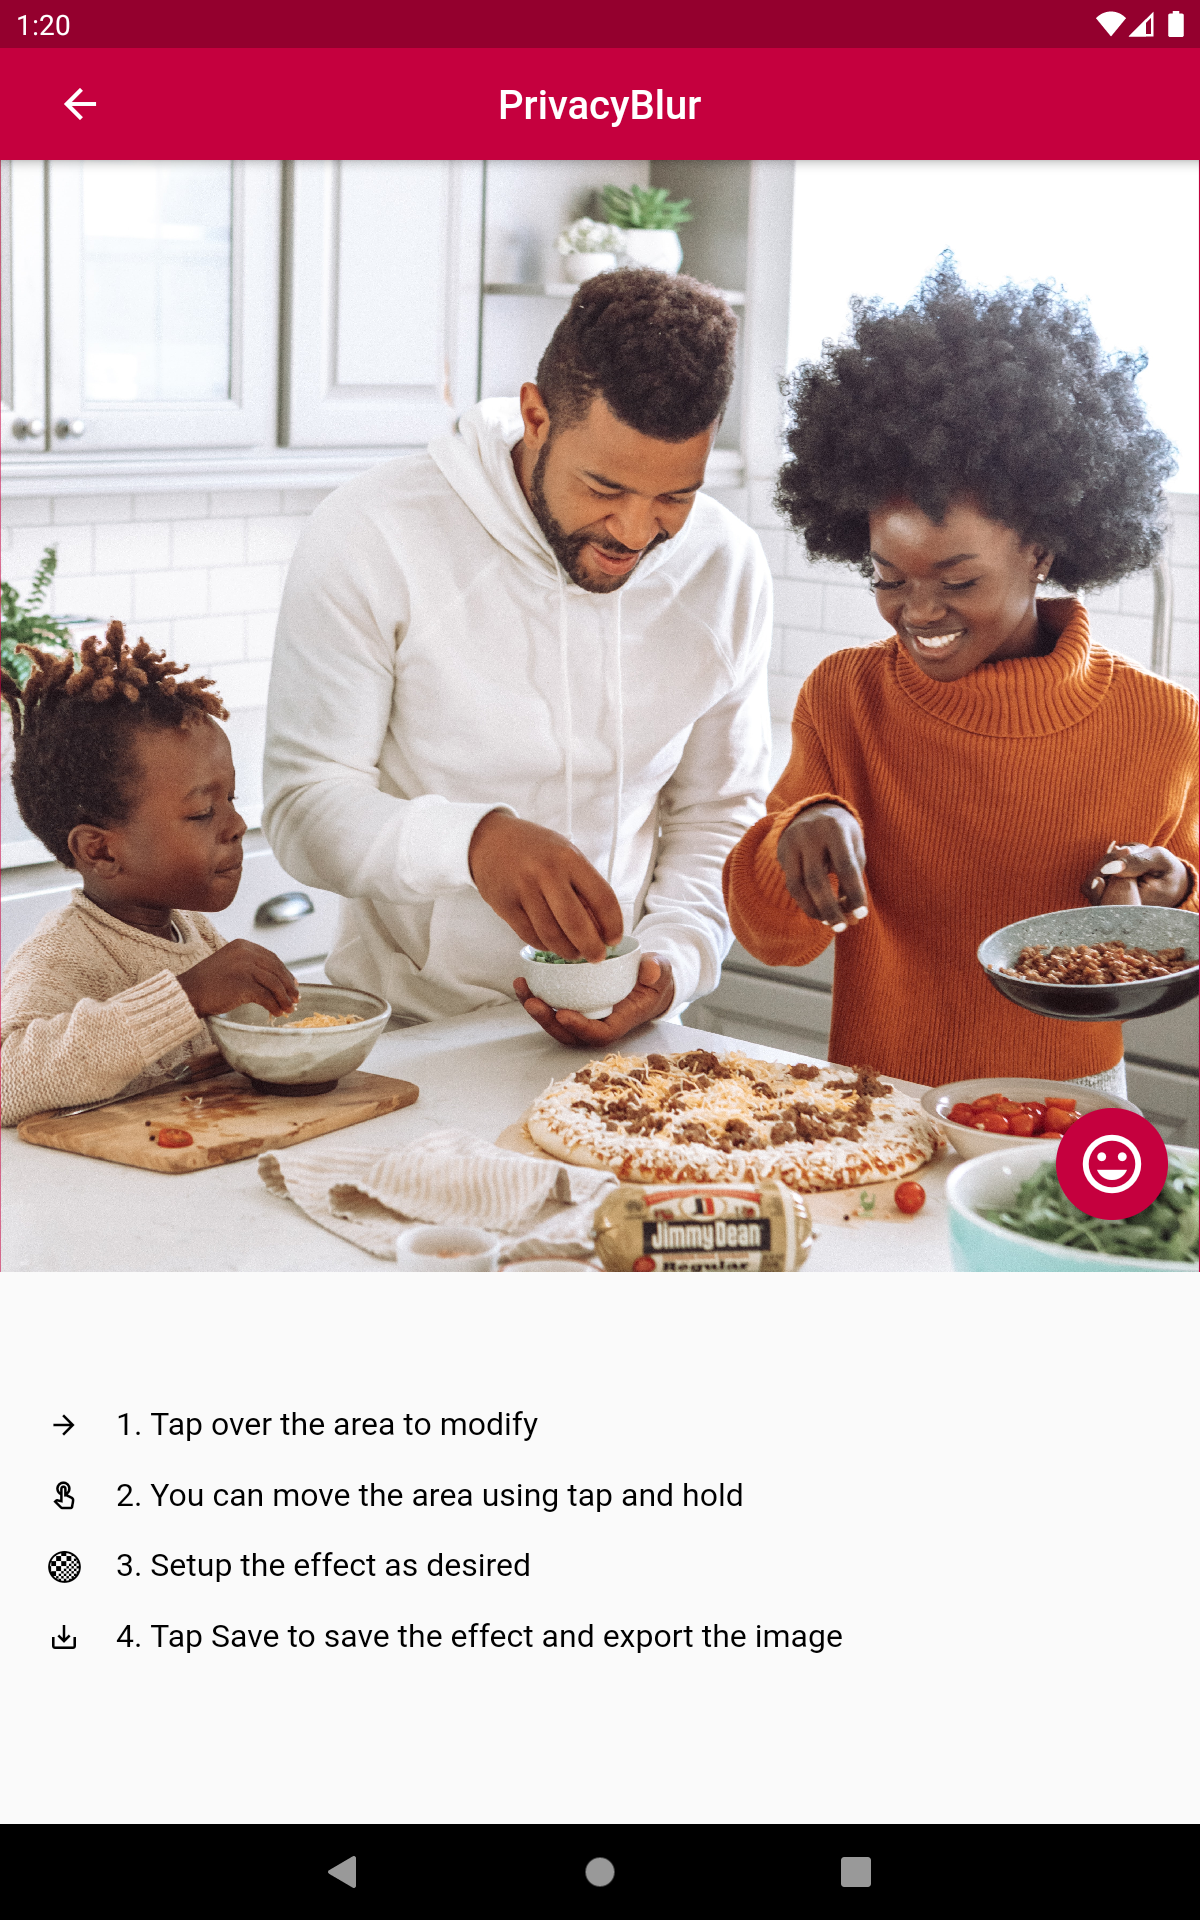 1:20
PrivacyBlur
Jimmy Dean
Regular
1. Tap over the area to modify
2. You can move the area using tap and hold
3. Setup the effect as desired
4. Tap Save to save the effect and export the image